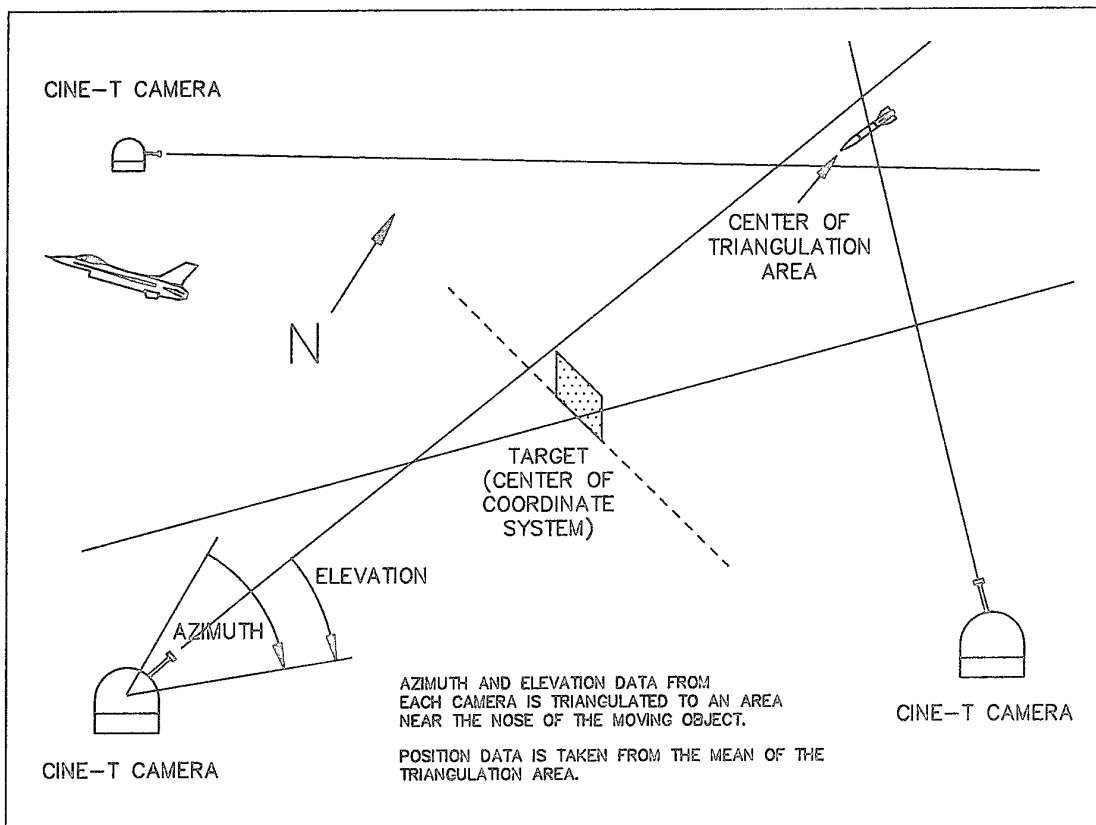 CINE-T CAMERA
CENTER OF
TRIANGULATION
AREA
N
TARGET
(CENTER OF
COORDINATE
SYSTEM)
ELEVATION
AZIMUTH
AZIMUTH AND ELEVATION DATA FROM
EACH CAMERA IS TRIANGULATED TO AN AREA
NEAR THE NOSE OF THE MOVING OBJECT.
POSITION DATA IS TAKEN FROM THE MEAN OF THE
TRIANGULATION AREA.
CINE-T CAMERA
CINE-T CAMERA